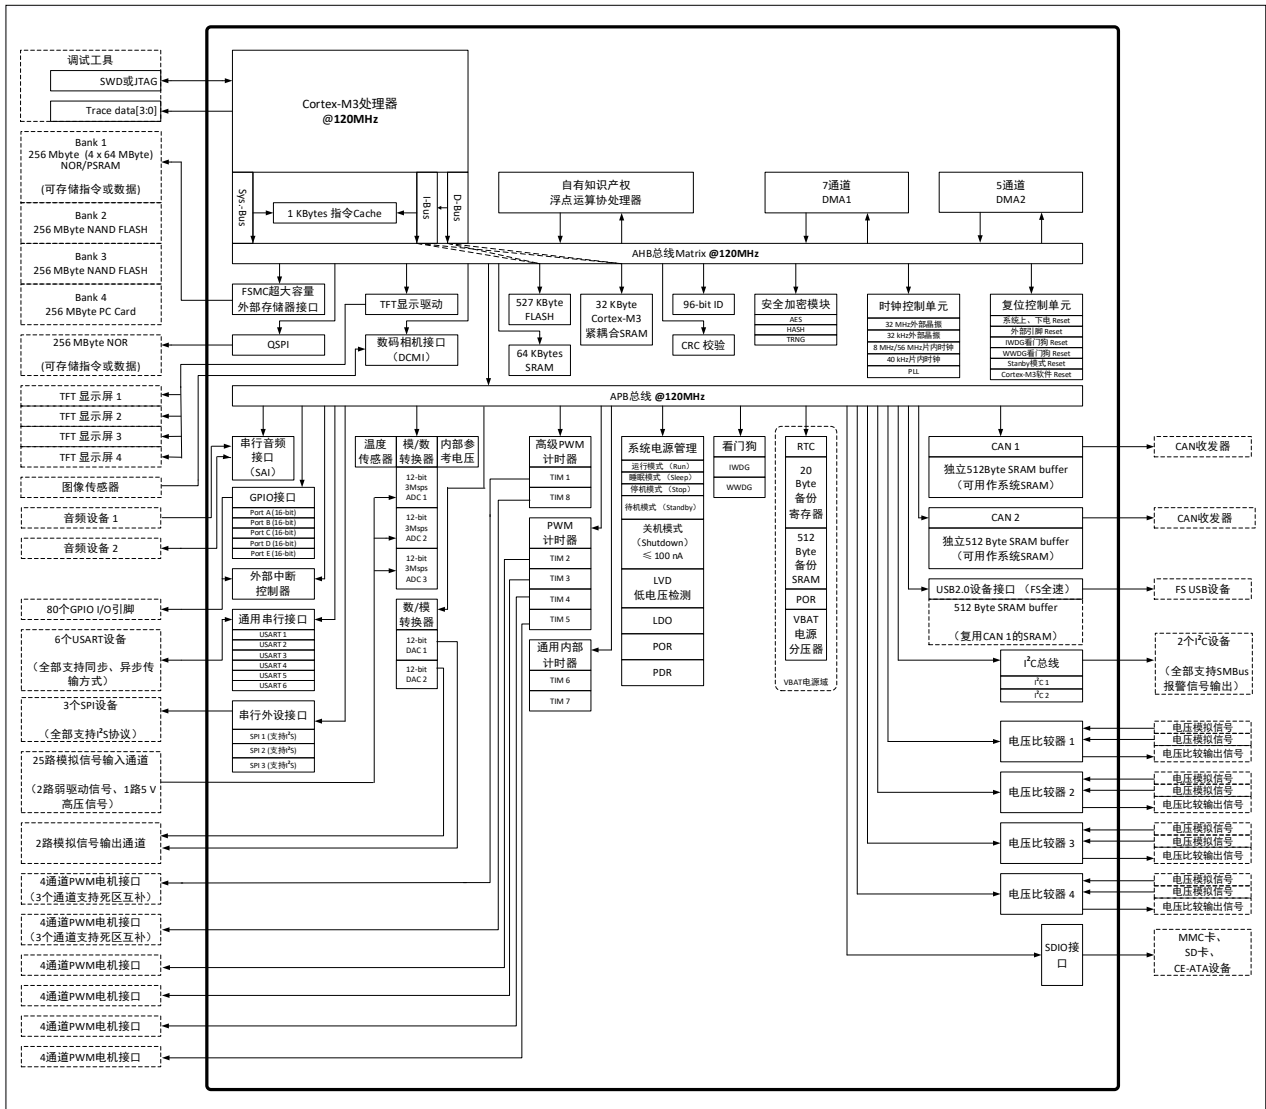 调试工具
SWD或JTAG
Trace data[3:0]
Bank 1
256 Mbyte (4 x 64 MByte)
NOR/PSRAM
(可存储指令或数据)
Bank 2
256 MByte NAND FLASH
Bank 3
256 MByte NAND FLASH
Bank 4
256 MByte PC Card
256 MByte NOR
(可存储指令或数据)
TFT 显示屏 1
TFT 显示屏 2
TFT 显示屏 3
TFT 显示屏 4
图像传感器
音频设备 1
音频设备 2
80个GPIO I/O引脚
6个USART设备
(全部支持同步、异步传
输方式)
3个SPI设备
(全部支持I²S协议)
25路模拟信号输入通道
(2路弱驱动信号、1路5 V
高压信号)
2路模拟信号输出通道
4通道PWM电机接口
(3个通道支持死区互补)
4通道PWM电机接口
(3个通道支持死区互补)
4通道PWM电机接口
4通道PWM电机接口
4通道PWM电机接口
4通道PWM电机接口
Cortex-M3处理器
@120MHz
Sys.-Bus
I-Bus
D-Bus
1 KBytes 指令Cache
自有知识产权
浮点运算协处理器
7通道
DMA1
5通道
DMA2
AHB总线Matrix @120MHz
FSMC超大容量
外部存储器接口
QSPI
TFT显示驱动
数码相机接口
(DCMI)
527 KByte
FLASH
64 KBytes
SRAM
32 KByte
Cortex-M3
紧耦合SRAM
96-bit ID
CRC 校验
安全加密模块
AES
HASH
TRNG
时钟控制单元
32 MHz外部晶振
32 kHz外部晶振
8 MHz/56 MHz片内时钟
40 kHz片内时钟
PLL
复位控制单元
系统上、下电 Reset
外部引脚 Reset
IWDG看门狗 Reset
WWDG看门狗 Reset
Stanby模式 Reset
Cortex-M3软件 Reset
APB总线 @120MHz
串行音频
接口
(SAI)
GPIO接口
Port A (16-bit)
Port B (16-bit)
Port C (16-bit)
Port D (16-bit)
Port E (16-bit)
外部中断
控制器
通用串行接口
USART 1
USART 2
USART 3
USART 4
USART 5
USART 6
串行外设接口
SPI 1 (支持I²S)
SPI 2 (支持I²S)
SPI 3 (支持I²S)
温度
传感器
模/数
转换器
内部参
考电压
12-bit
3Msps
ADC 1
12-bit
3Msps
ADC 2
12-bit
3Msps
ADC 3
数/模
转换器
12-bit
DAC 1
12-bit
DAC 2
高级PWM
计时器
TIM 1
TIM 8
PWM
计时器
TIM 2
TIM 3
TIM 4
TIM 5
通用内部
计时器
TIM 6
TIM 7
系统电源管理
运行模式 (Run)
睡眠模式 (Sleep)
停机模式 (Stop)
待机模式 (Standby)
关机模式
(Shutdown)
≤ 100 nA
LVD
低电压检测
LDO
POR
PDR
看门狗
IWDG
WWDG
RTC
20
Byte
备份
寄存器
512
Byte
备份
SRAM
POR
VBAT
电源
分压器
VBAT电源域
CAN 1
独立512Byte SRAM buffer
(可用作系统SRAM)
CAN 2
独立512 Byte SRAM buffer
(可用作系统SRAM)
USB2.0设备接口 (FS全速)
512 Byte SRAM buffer
(复用CAN 1的SRAM)
I²C总线
I²C 1
I²C 2
电压比较器 1
电压比较器 2
电压比较器 3
电压比较器 4
SDIO接
口
CAN收发器
CAN收发器
FS USB设备
2个I²C设备
(全部支持SMBus
报警信号输出)
电压模拟信号
电压模拟信号
电压比较输出信号
电压模拟信号
电压模拟信号
电压比较输出信号
电压模拟信号
电压模拟信号
电压比较输出信号
电压模拟信号
电压模拟信号
电压比较输出信号
MMC卡、
SD卡、
CE-ATA设备